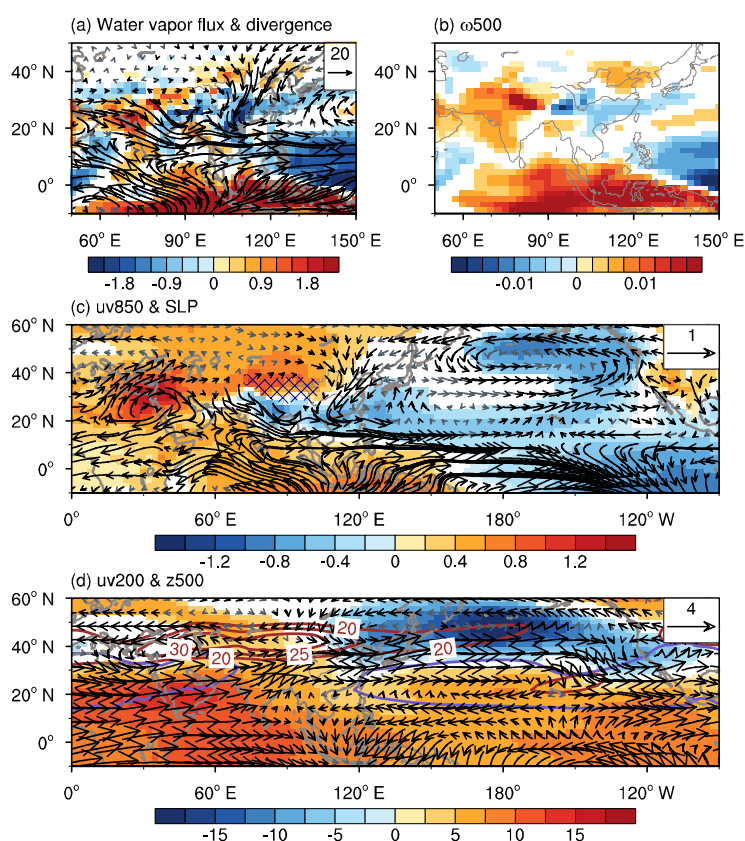 (a) Water vapor flux & divergence
(b) ω500
20
40° N
20° N
0°
60° E 90° E 120° E 150° E
-1.8 -0.9 0 0.9 1.8
40° N
20° N
0°
60° E 90° E 120° E 150° E
-0.01 0 0.01
(c) uv850 & SLP
1
60° N
40° N
20° N
0°
0° 60° E 120° E 180° E 120° W
-1.2 -0.8 -0.4 0 0.4 0.8 1.2
(d) uv200 & z500
4
60° N
40° N
20° N
0°
20
30
20
25
20
0° 60° E 120° E 180° E 120° W
-15 -10 -5 0 5 10 15